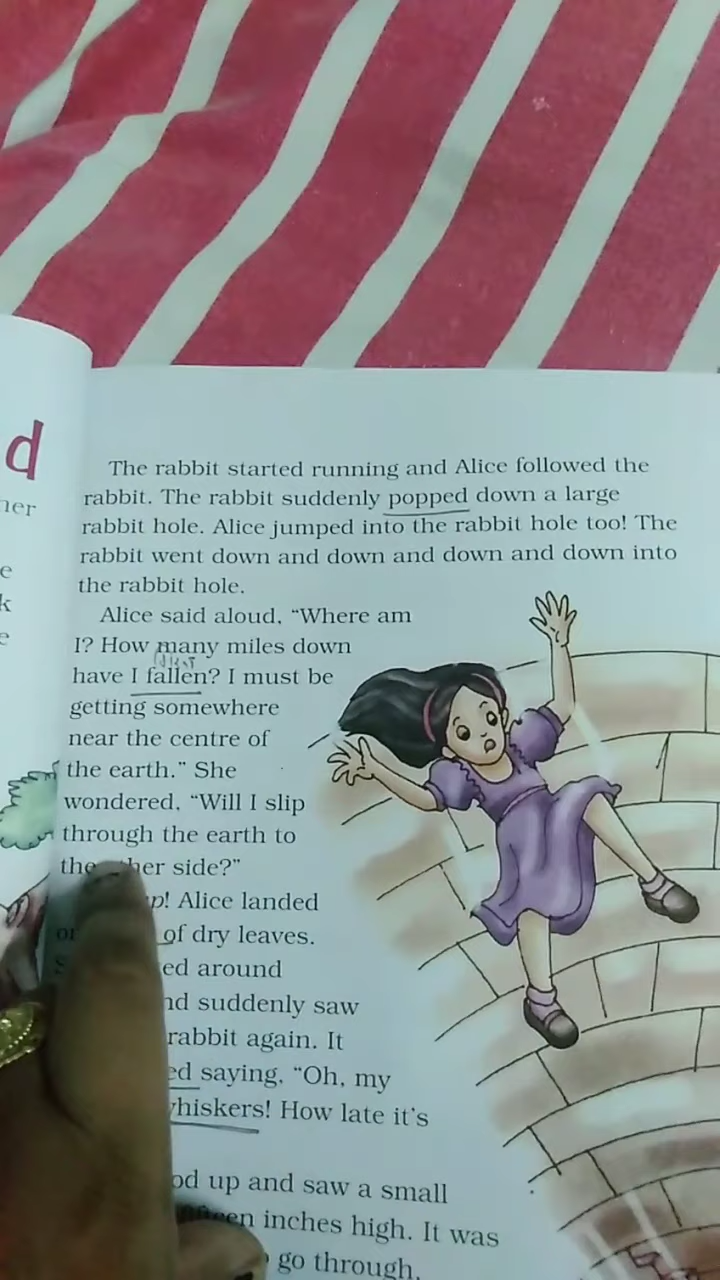 d
her
e
k
e
The rabbit started running and Alice followed the
rabbit. The rabbit suddenly popped down a large
rabbit hole. Alice jumped into the rabbit hole too! The
rabbit went down and down and down and down into
the rabbit hole.
Alice said aloud, “Where am
I? How many miles down
have I fallen? I must be
getting somewhere
near the centre of
the earth.” She
wondered, “Will I slip
through the earth to
the other side?”
p! Alice landed
of dry leaves.
ed around
nd suddenly saw
rabbit again. It
ed saying, “Oh, my
whiskers! How late it’s
od up and saw a small
fifteen inches high. It was
go through.